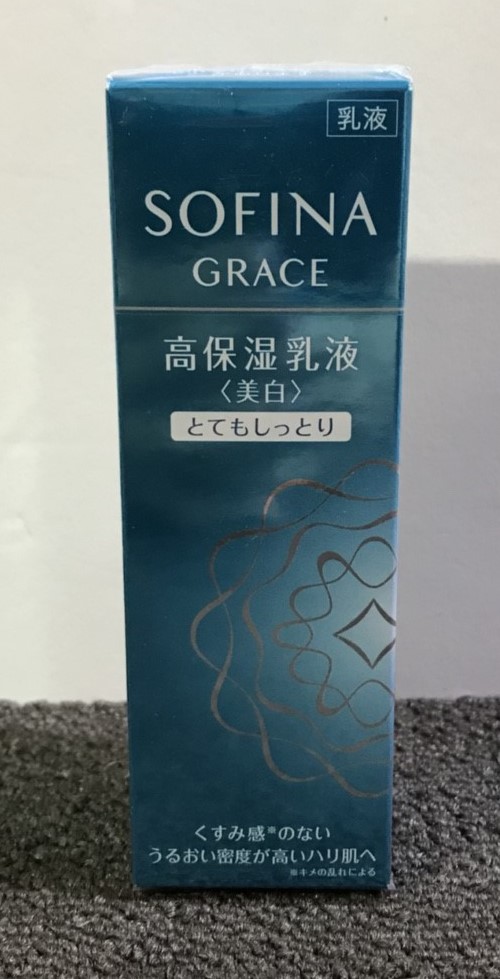 乳液
SOFINA
GRACE
高保湿乳液
〈美白〉
とてもしっとり
くすみ感※のない
うるおい密度が高いハリ肌へ
※キメの乱れによる